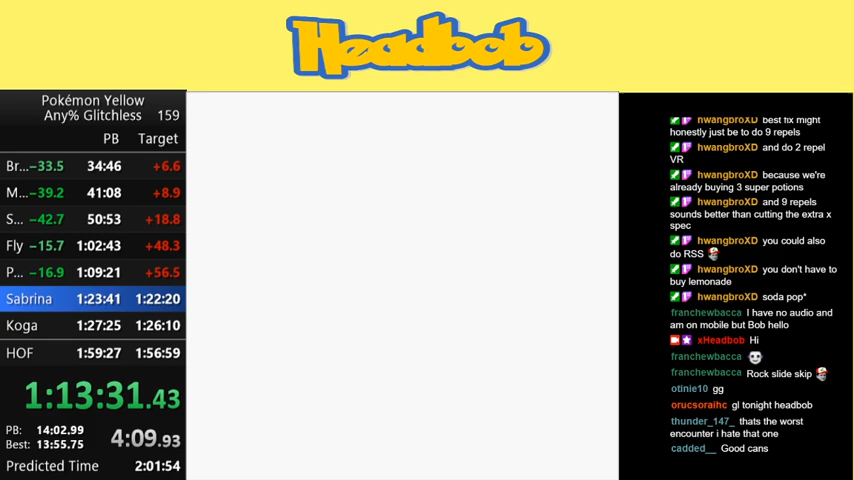 Headbob
Pokémon Yellow
Any% Glitchless 159
PB Target
Br... −33.5 34:46 +6.6
M... −39.2 41:08 +8.9
S... −42.7 50:53 +18.8
Fly −15.7 1:02:43 +48.3
P... −16.9 1:09:21 +56.5
Sabrina 1:23:41 1:22:20
Koga 1:27:25 1:26:10
HOF 1:59:27 1:56:59
1:13:31.43
PB: 14:02.99
Best: 13:55.75
4:09.93
Predicted Time 2:01:54
hwangbroXD best fix might
honestly just be to do 9 repels
hwangbroXD and do 2 repel
VR
hwangbroXD because we're
already buying 3 super potions
hwangbroXD and 9 repels
sounds better than cutting the extra x
spec
hwangbroXD you could also
do RSS
hwangbroXD you don't have to
buy lemonade
hwangbroXD soda pop*
franchewbacca I have no audio and
am on mobile but Bob hello
xHeadbob Hi
franchewbacca
franchewbacca Rock slide skip
otinie10 gg
orucsoraihc gl tonight headbob
thunder_147_ thats the worst
encounter i hate that one
cadded__ Good cans